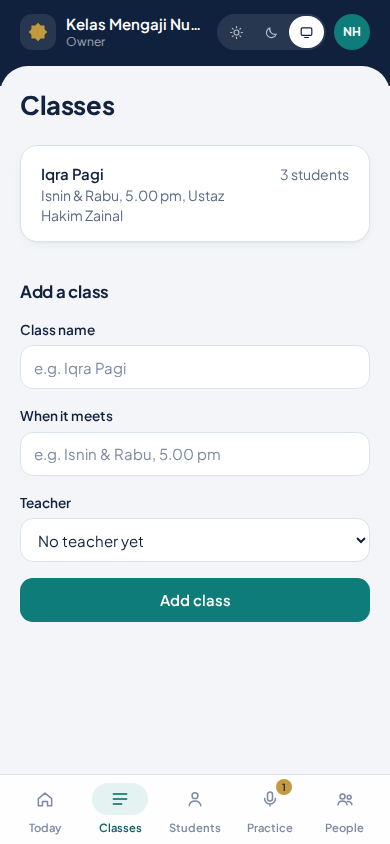 Kelas Mengaji Nu…
Owner
NH
Classes
Iqra Pagi
3 students
Isnin & Rabu, 5.00 pm, Ustaz
Hakim Zainal
Add a class
Class name
e.g. Iqra Pagi
When it meets
e.g. Isnin & Rabu, 5.00 pm
Teacher
No teacher yet
Add class
1
Today
Classes
Students
Practice
People